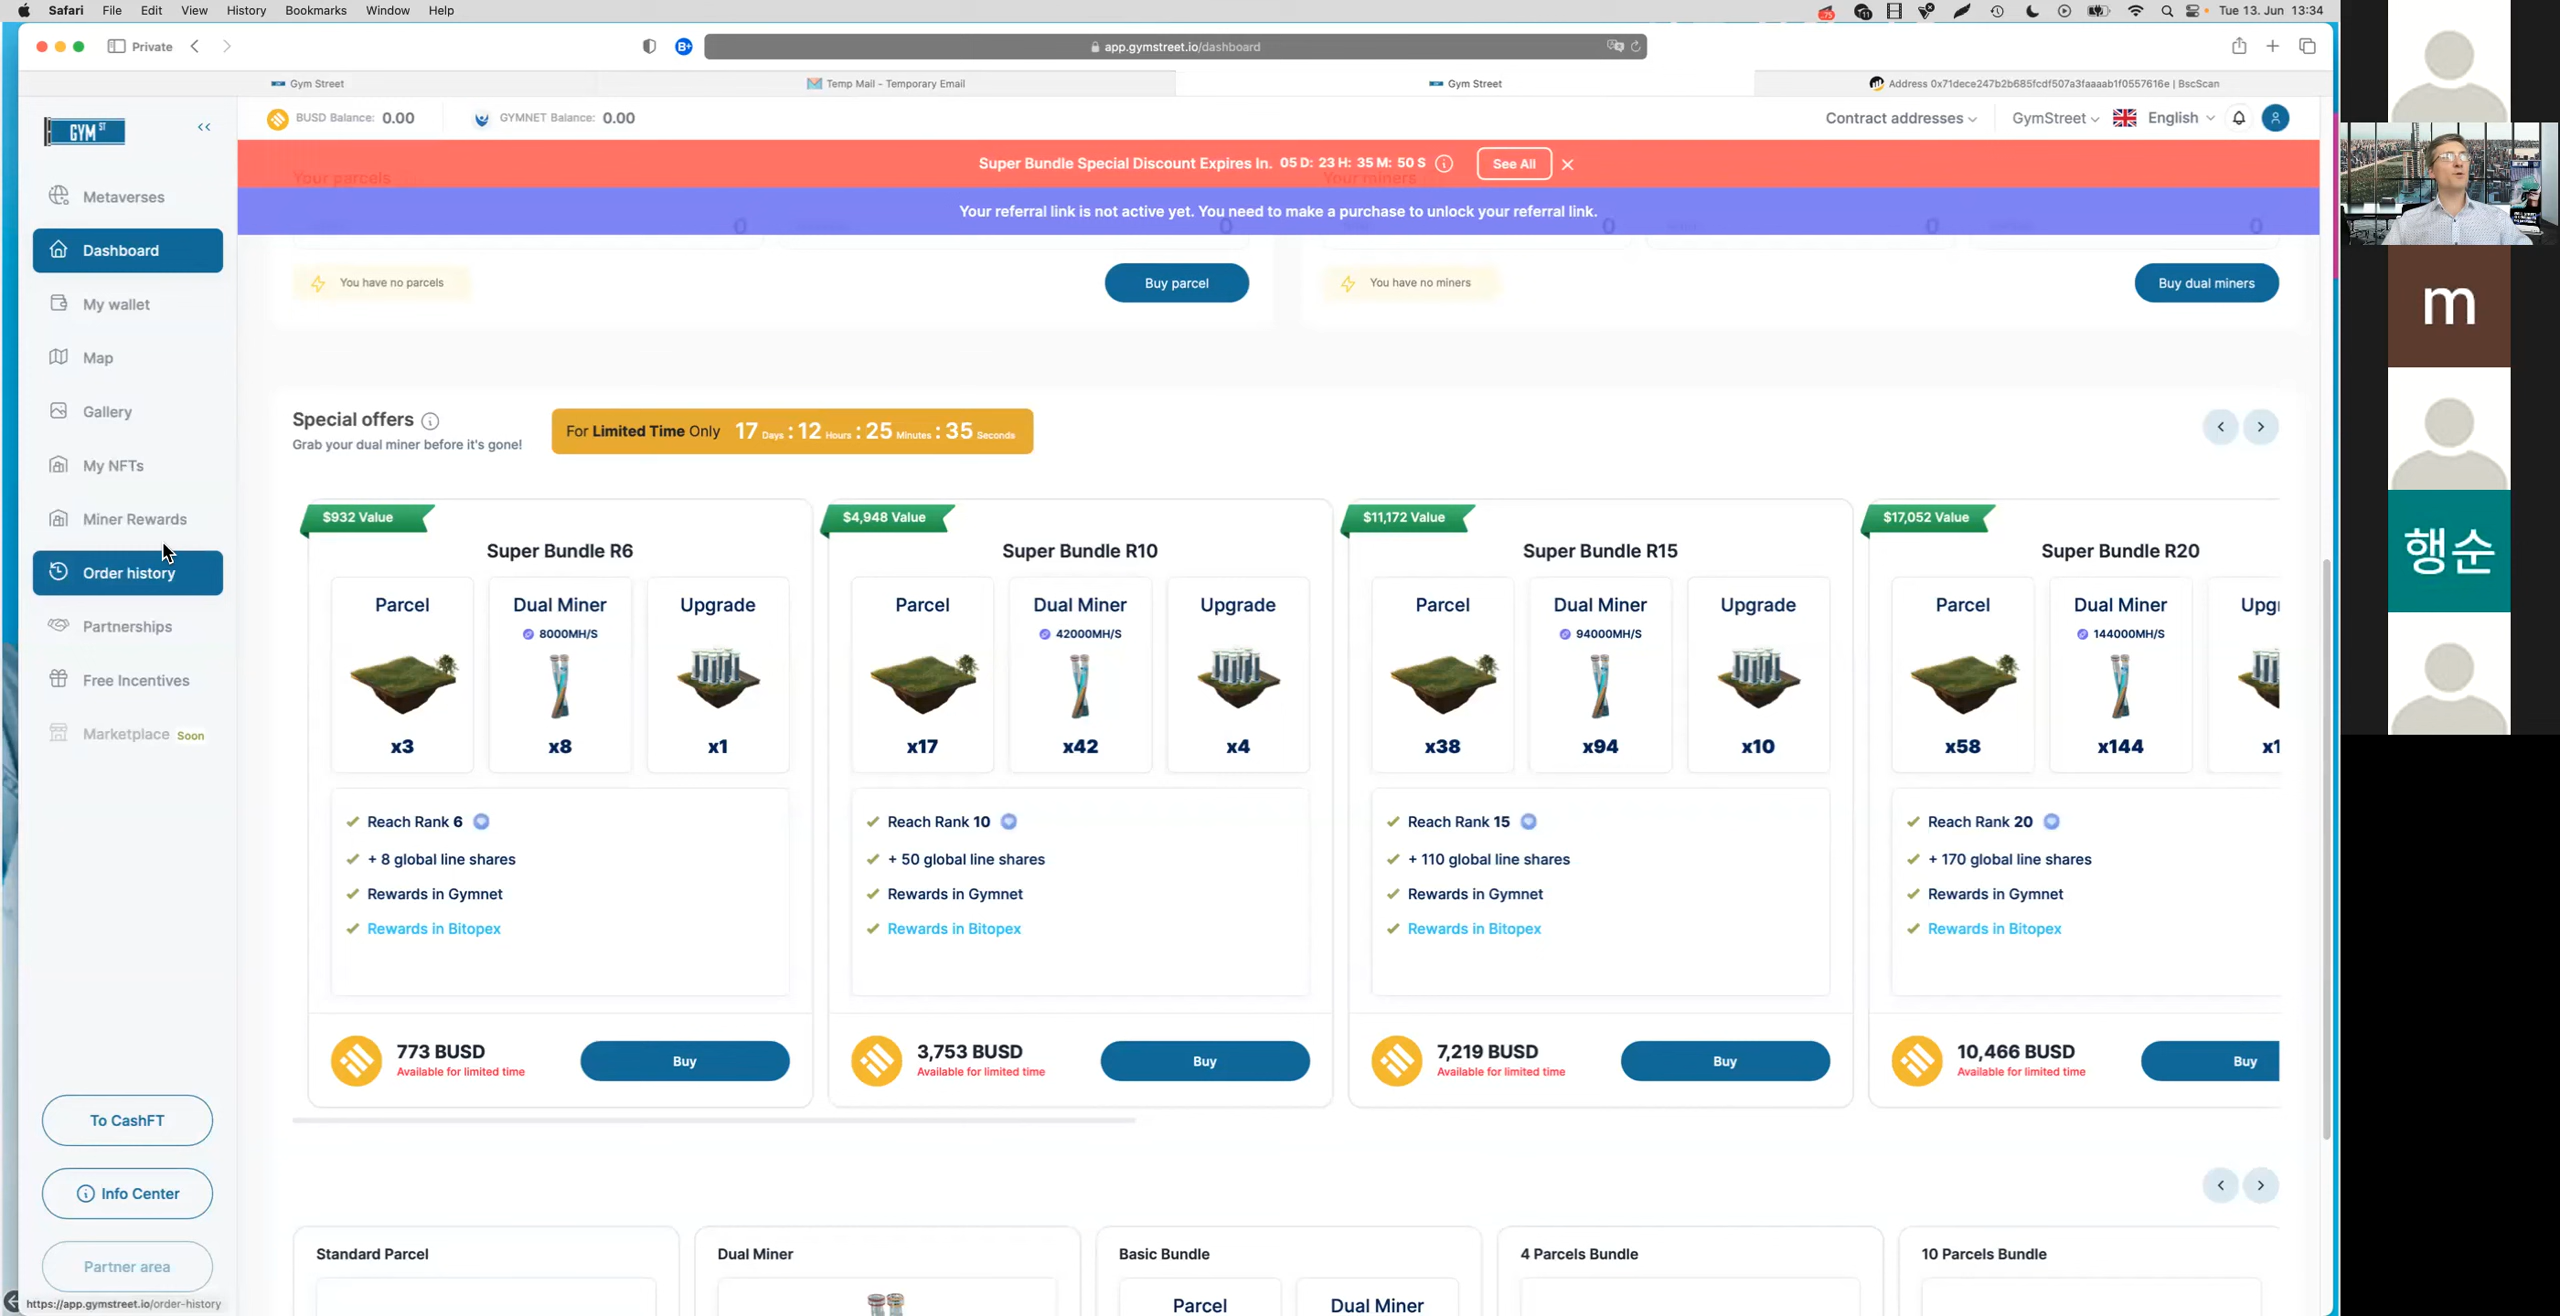 Safari File Edit View History Bookmarks Window Help
Tue 13. Jun 13:34
Private
app.gymstreet.io/dashboard
Gym Street
Temp Mail - Temporary Email
Gym Street
Address 0x71dece247b2b685fcdf507a3faaaab1f0557616e | BscScan
GYM ST
BUSD Balance: 0.00
GYMNET Balance: 0.00
Contract addresses
GymStreet
English
Super Bundle Special Discount Expires In. 05 D: 23 H: 35 M: 50 S
See All
Your parcels
Your miners
Your referral link is not active yet. You need to make a purchase to unlock your referral link.
0 0 0 0 0
You have no parcels
Buy parcel
You have no miners
Buy dual miners
Metaverses
Dashboard
My wallet
Map
Gallery
My NFTs
Miner Rewards
Order history
Partnerships
Free Incentives
Marketplace Soon
To CashFT
Info Center
Partner area
https://app.gymstreet.io/order-history
Special offers
Grab your dual miner before it's gone!
For Limited Time Only 17 Days : 12 Hours : 25 Minutes : 35 Seconds
$932 Value
Super Bundle R6
Parcel
x3
Dual Miner
8000MH/S
x8
Upgrade
x1
Reach Rank 6
+ 8 global line shares
Rewards in Gymnet
Rewards in Bitopex
773 BUSD
Available for limited time
Buy
$4,948 Value
Super Bundle R10
Parcel
x17
Dual Miner
42000MH/S
x42
Upgrade
x4
Reach Rank 10
+ 50 global line shares
Rewards in Gymnet
Rewards in Bitopex
3,753 BUSD
Available for limited time
Buy
$11,172 Value
Super Bundle R15
Parcel
x38
Dual Miner
94000MH/S
x94
Upgrade
x10
Reach Rank 15
+ 110 global line shares
Rewards in Gymnet
Rewards in Bitopex
7,219 BUSD
Available for limited time
Buy
$17,052 Value
Super Bundle R20
Parcel
x58
Dual Miner
144000MH/S
x144
Reach Rank 20
+ 170 global line shares
Rewards in Gymnet
Rewards in Bitopex
10,466 BUSD
Available for limited time
Buy
Standard Parcel
Dual Miner
Basic Bundle
Parcel
Dual Miner
4 Parcels Bundle
10 Parcels Bundle
m
행순